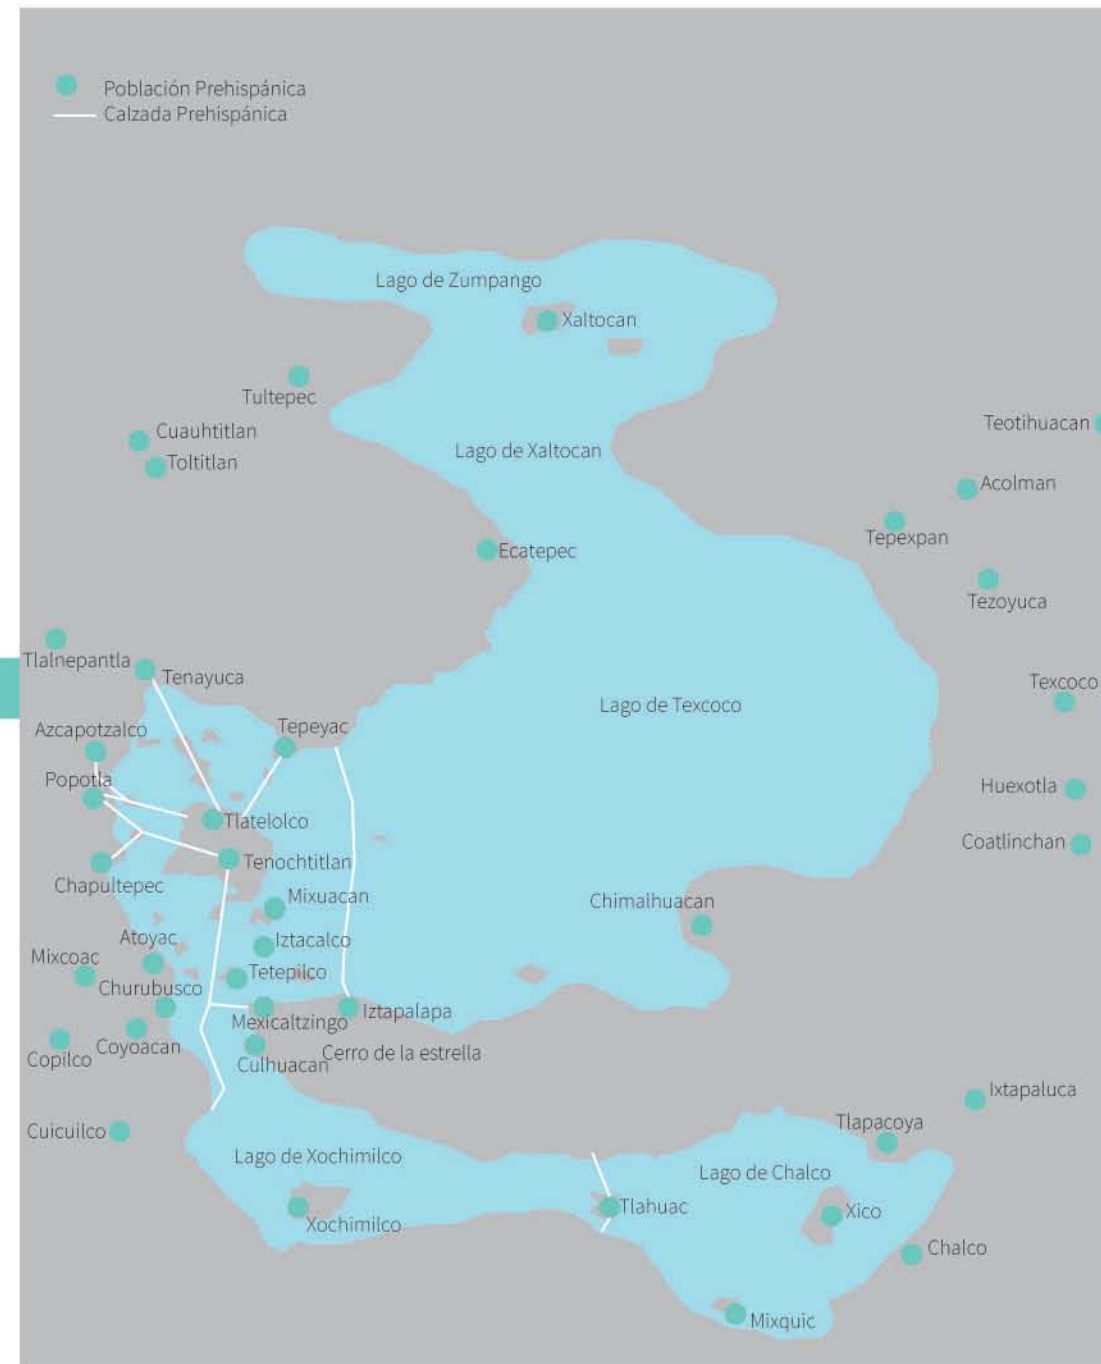 Población Prehispánica
Calzada Prehispánica
Lago de Zumpango
Xaltocan
Tultepec
Teotihuacan
Cuauhtitlan
Lago de Xaltocan
Toltitlan
Acolman
Tepexpan
Ecatepec
Tezoyuca
Tlalnepantla
Tenayuca
Texcoco
Lago de Texcoco
Azcapotzalco
Tepeyac
Popotla
Huexotla
Tlatelolco
Coatlinchan
Tenochtitlan
Chapultepec
Mixuacan
Chimalhuacan
Atoyac
Iztacalco
Mixcoac
Tetepilco
Churubusco
Iztapalapa
Mexicaltzingo
Coyoacan
Cerro de la estrella
Copilco
Culhuacan
Ixtapaluca
Tlapacoya
Cuicuilco
Lago de Xochimilco
Lago de Chalco
Tlahuac
Xico
Xochimilco
Chalco
Mixquic